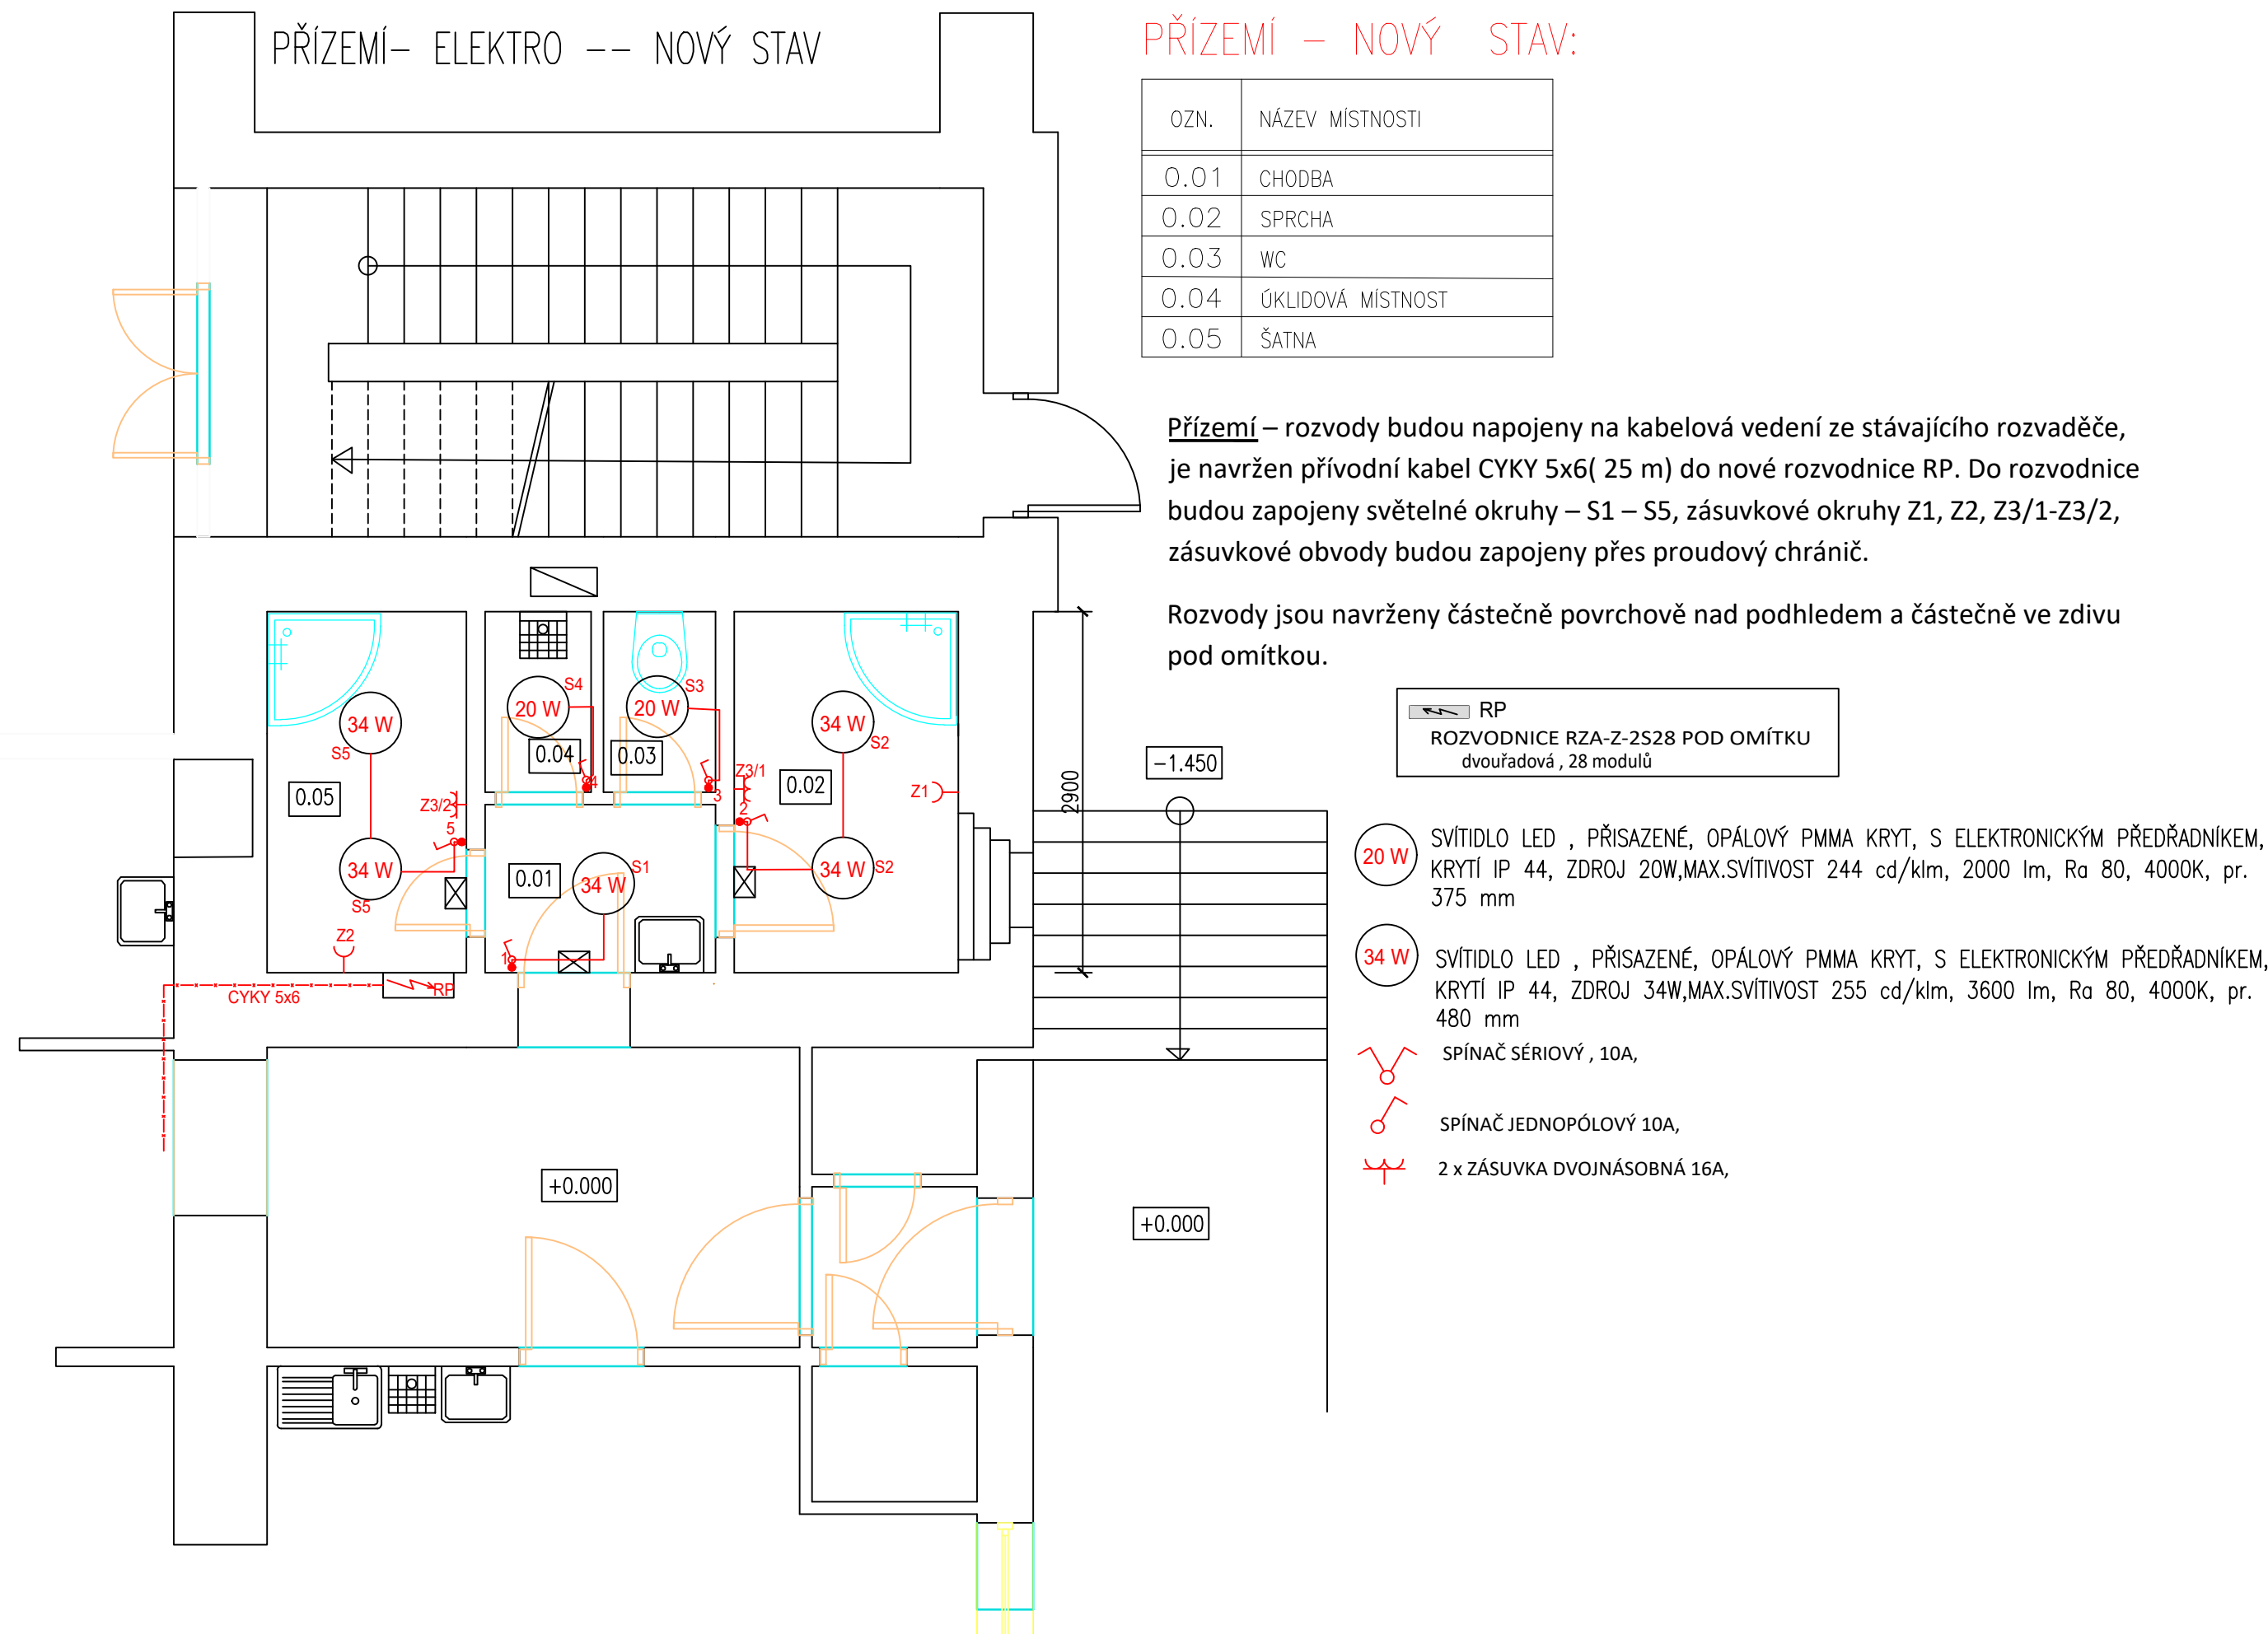 PŘÍZEMÍ– ELEKTRO –– NOVÝ STAV
PŘÍZEMÍ – NOVÝ STAV:
OZN. NÁZEV MÍSTNOSTI
0.01 CHODBA
0.02 SPRCHA
0.03 WC
0.04 ÚKLIDOVÁ MÍSTNOST
0.05 ŠATNA
Přízemí – rozvody budou napojeny na kabelová vedení ze stávajícího rozvaděče,
je navržen přívodní kabel CYKY 5x6( 25 m) do nové rozvodnice RP. Do rozvodnice
budou zapojeny světelné okruhy – S1 – S5, zásuvkové okruhy Z1, Z2, Z3/1-Z3/2,
zásuvkové obvody budou zapojeny přes proudový chránič.
Rozvody jsou navrženy částečně povrchově nad podhledem a částečně ve zdivu
pod omítkou.
RP
ROZVODNICE RZA-Z-2S28 POD OMÍTKU
dvouřadová , 28 modulů
20 W
SVÍTIDLO LED , PŘISAZENÉ, OPÁLOVÝ PMMA KRYT, S ELEKTRONICKÝM PŘEDŘADNÍKEM,
KRYTÍ IP 44, ZDROJ 20W,MAX.SVÍTIVOST 244 cd/klm, 2000 lm, Ra 80, 4000K, pr.
375 mm
34 W
SVÍTIDLO LED , PŘISAZENÉ, OPÁLOVÝ PMMA KRYT, S ELEKTRONICKÝM PŘEDŘADNÍKEM,
KRYTÍ IP 44, ZDROJ 34W,MAX.SVÍTIVOST 255 cd/klm, 3600 lm, Ra 80, 4000K, pr.
480 mm
SPÍNAČ SÉRIOVÝ , 10A,
SPÍNAČ JEDNOPÓLOVÝ 10A,
2 x ZÁSUVKA DVOJNÁSOBNÁ 16A,
34 W
S5
0.05
Z3/2
5
34 W
S5
Z2
CYKY 5x6
RP
S4
20 W
0.04
4
S3
20 W
0.03
3
Z3/1
2
0.01
S1
34 W
1
34 W
S2
0.02
Z1
34 W
S2
2900
−1.450
+0.000
+0.000